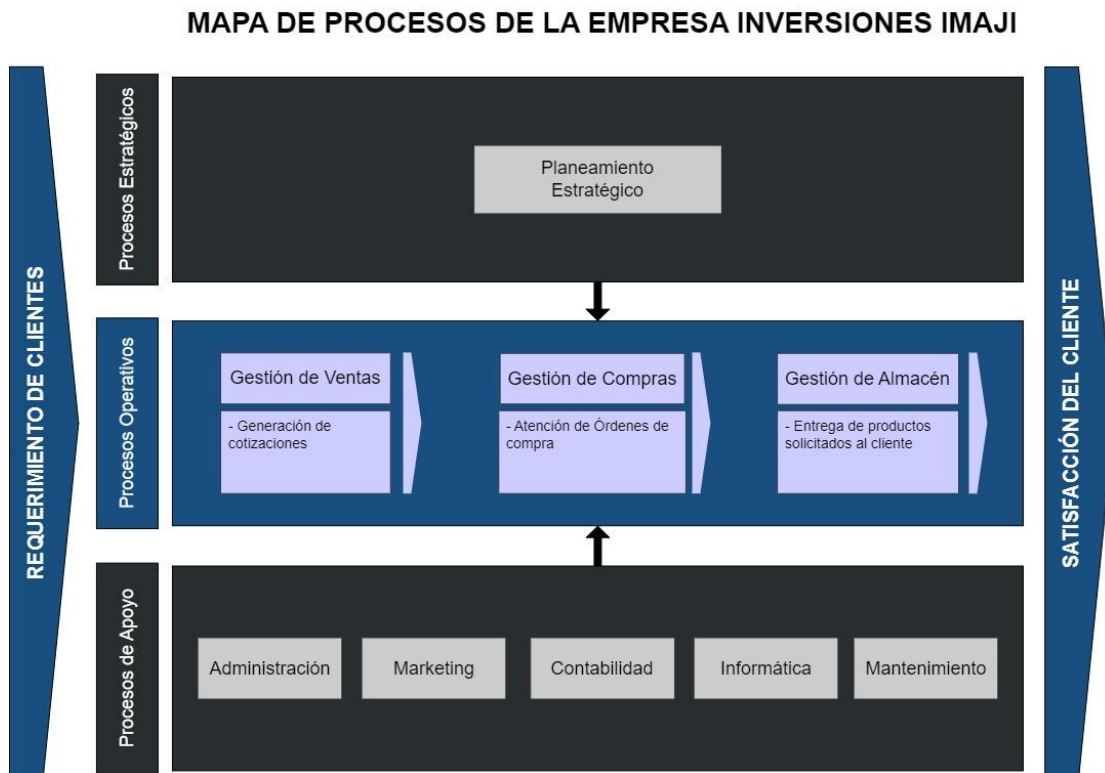 MAPA DE PROCESOS DE LA EMPRESA INVERSIONES IMAJI
REQUERIMIENTO DE CLIENTES
Procesos Estratégicos
Planeamiento
Estratégico
Procesos Operativos
Gestión de Ventas
- Generación de
cotizaciones
Gestión de Compras
- Atención de Órdenes de
compra
Gestión de Almacén
- Entrega de productos
solicitados al cliente
Procesos de Apoyo
Administración
Marketing
Contabilidad
Informática
Mantenimiento
SATISFACCIÓN DEL CLIENTE